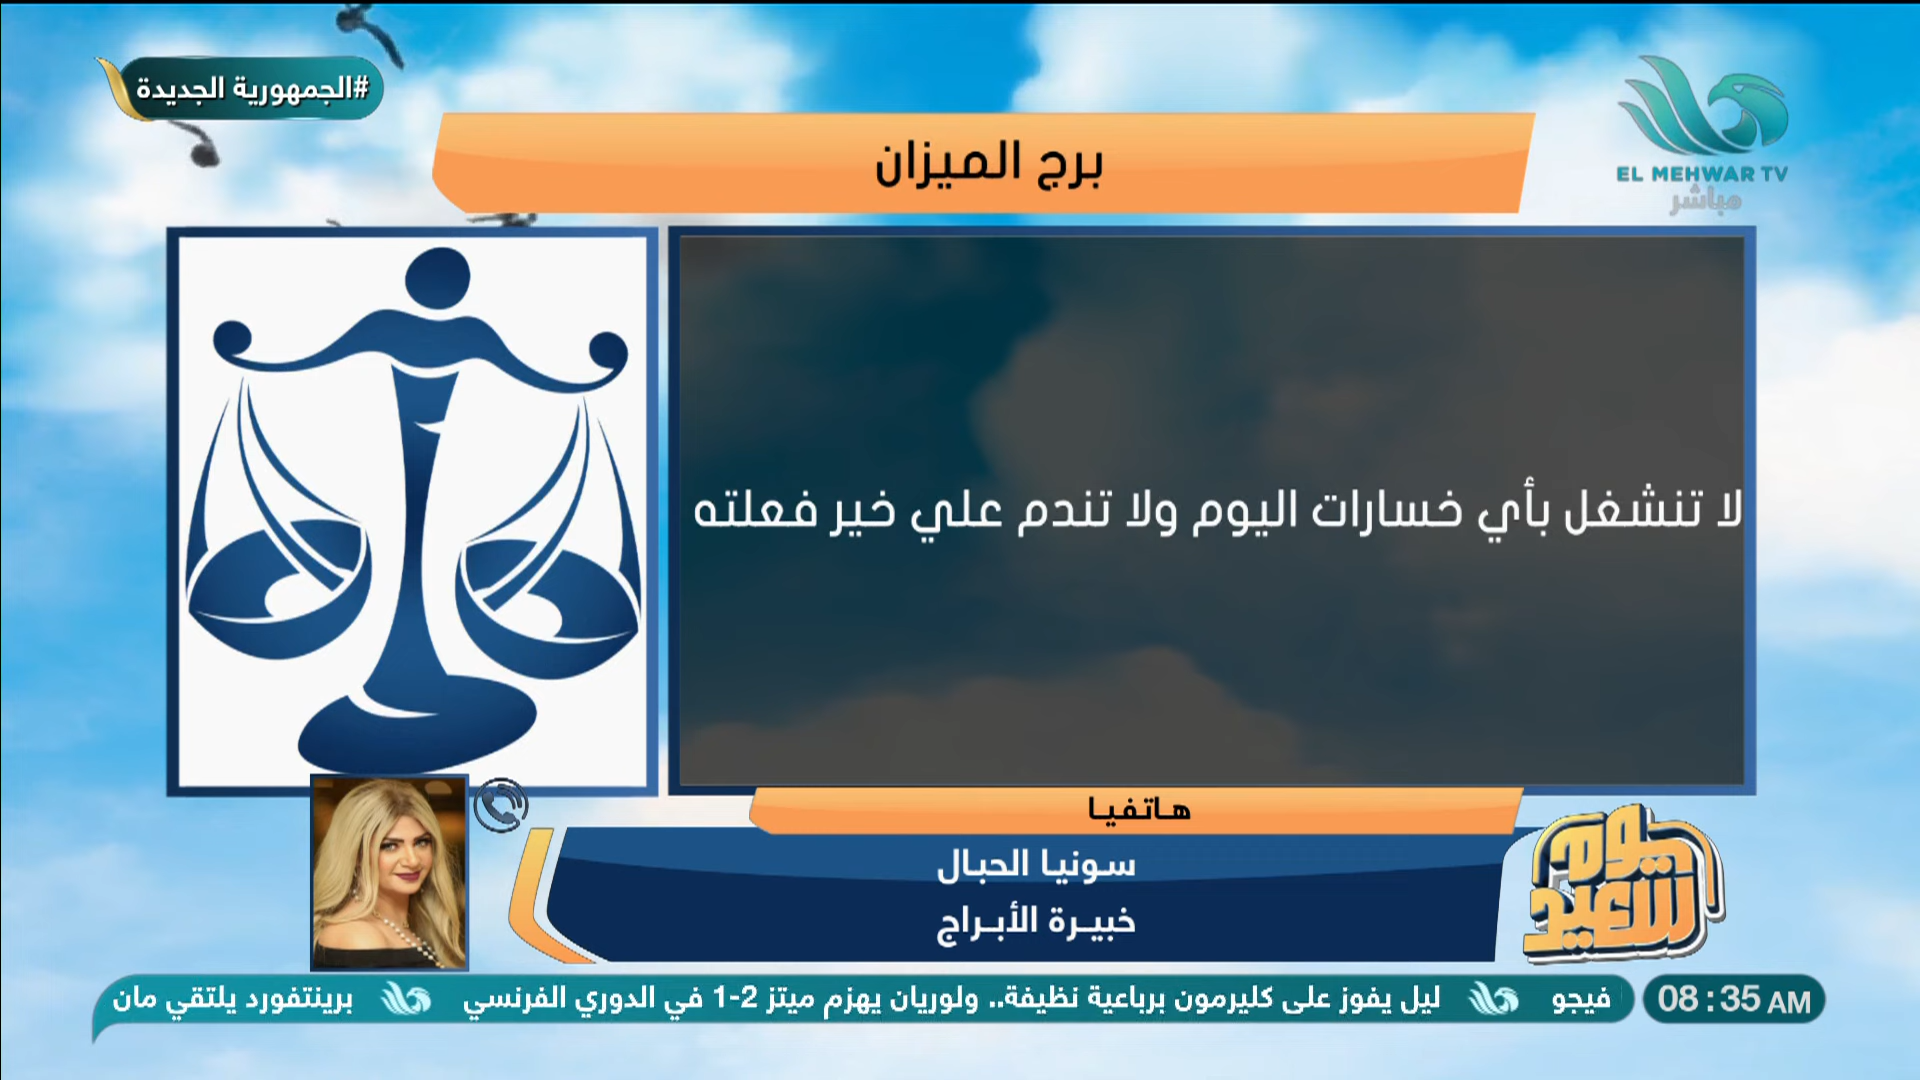 #الجمهورية الجديدة
EL MEHWAR TV
مباشر
برج الميزان
لا تنشغل بأي خسارات اليوم ولا تندم علي خير فعلته
هاتفيا
سونيا الحبال
خبيرة الأبراج
يوم سعيد
فيجو ليل يفوز على كليرمون برباعية نظيفة.. ولوريان يهزم ميتز 2-1 في الدوري الفرنسي برينتفورد يلتقي مان
08:35 AM